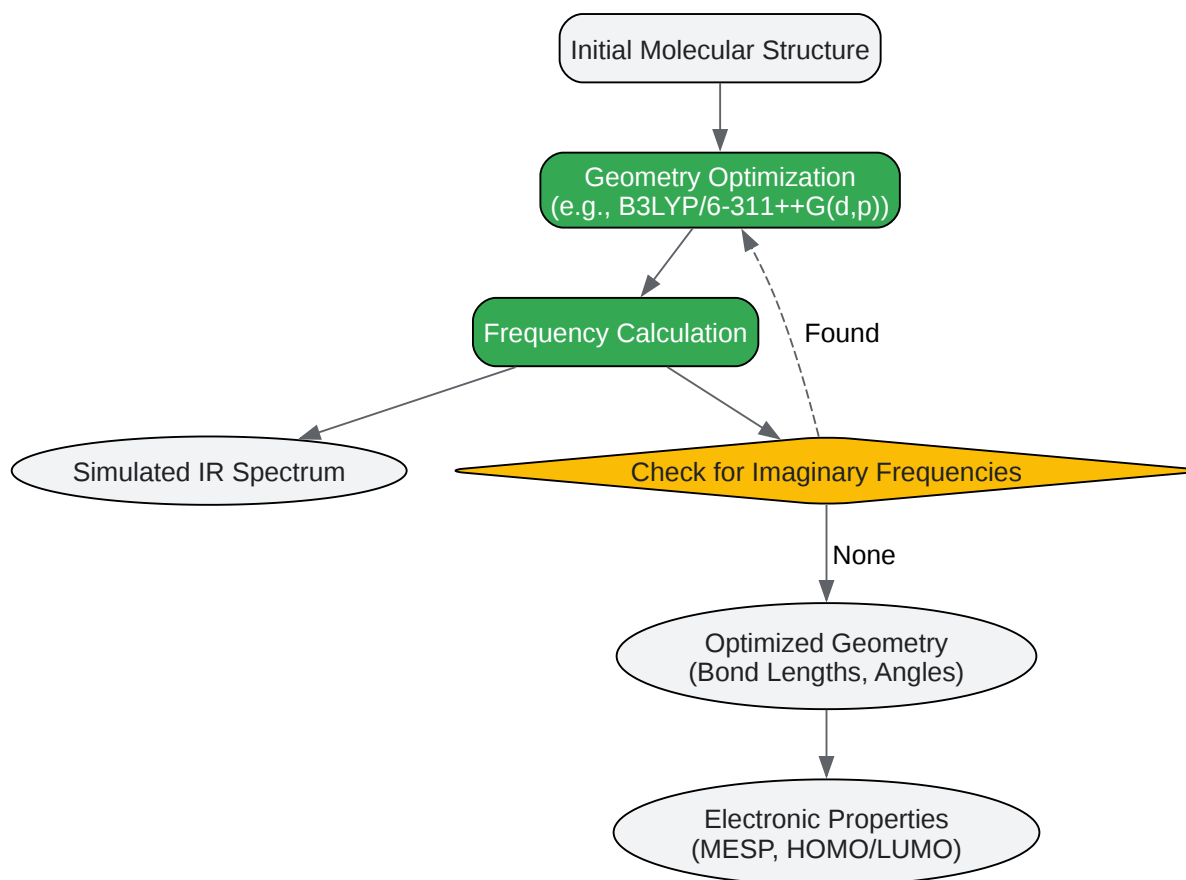 Initial Molecular Structure
Geometry Optimization
(e.g., B3LYP/6-311++G(d,p))
Frequency Calculation
Found
Simulated IR Spectrum
Check for Imaginary Frequencies
None
Optimized Geometry
(Bond Lengths, Angles)
Electronic Properties
(MESP, HOMO/LUMO)